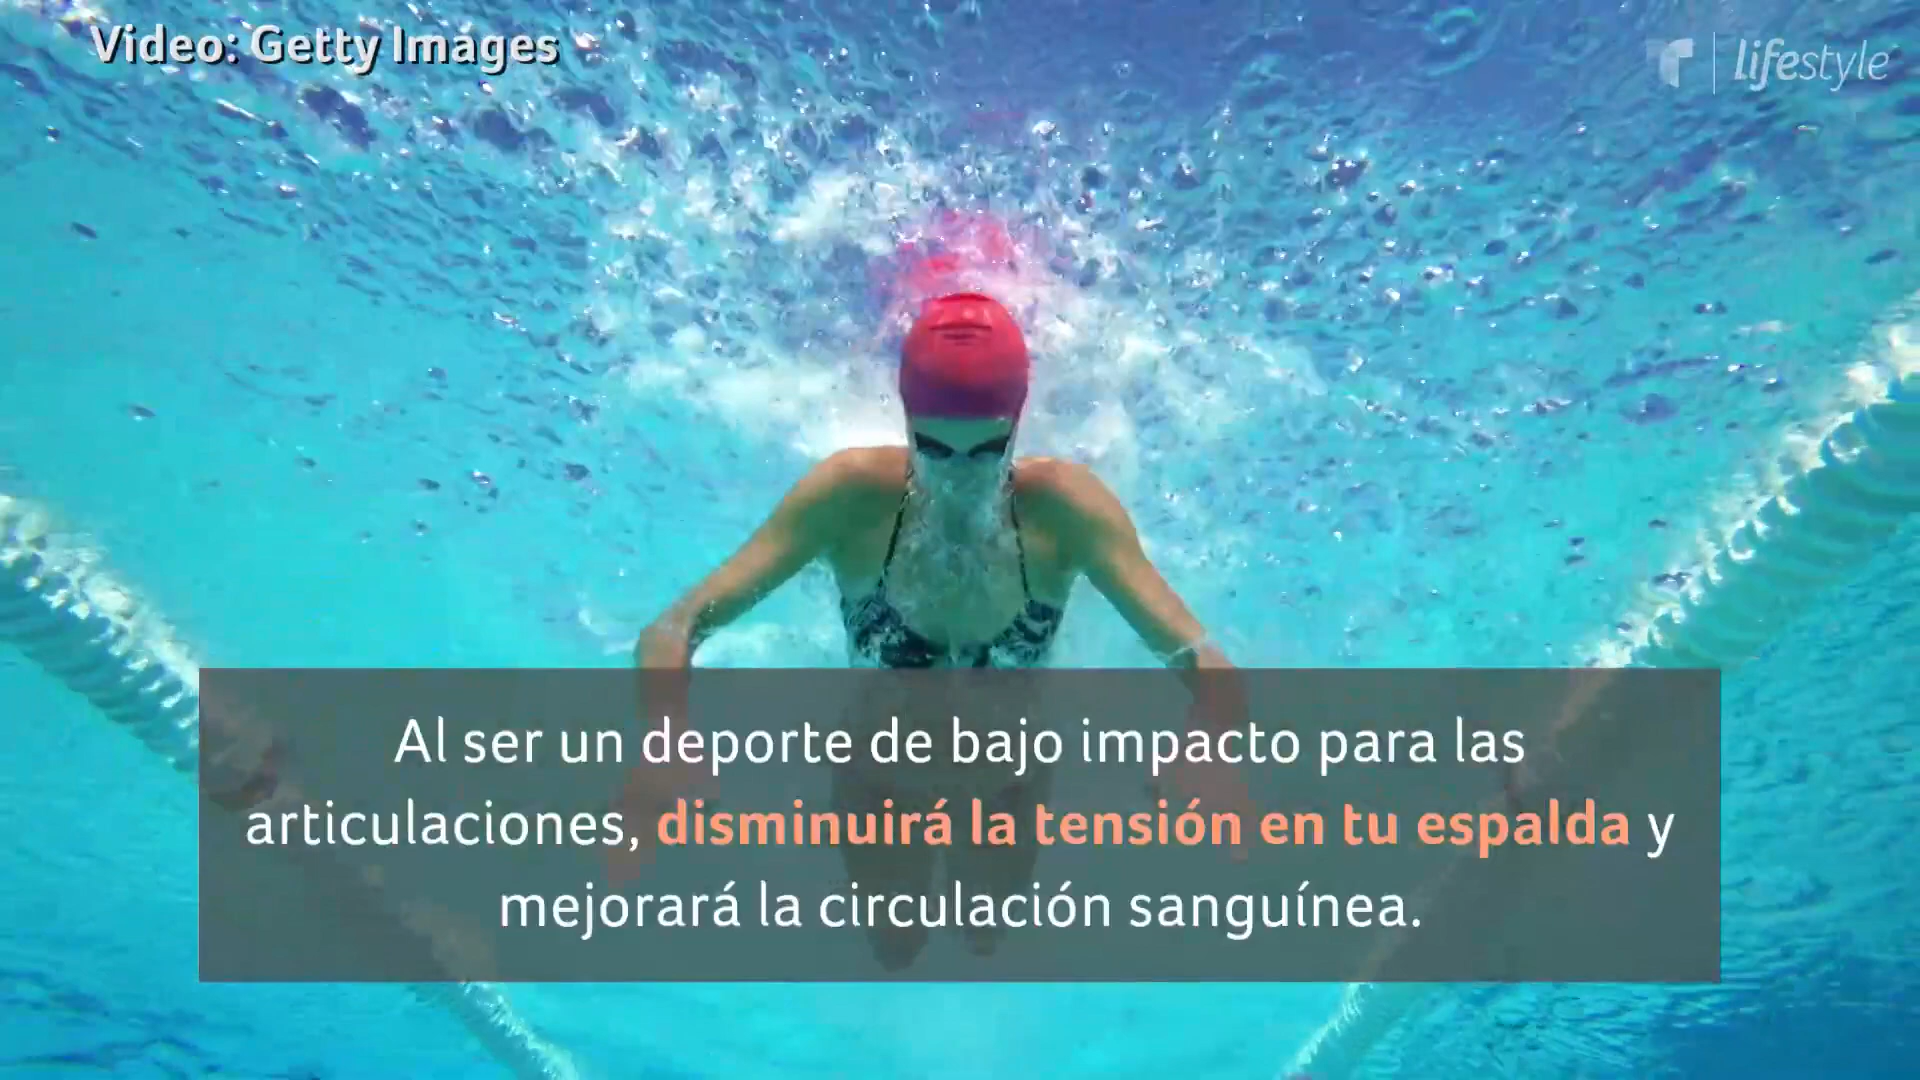 Video: Getty Images
lifestyle
Al ser un deporte de bajo impacto para las
articulaciones, disminuirá la tensión en tu espalda y
mejorará la circulación sanguínea.